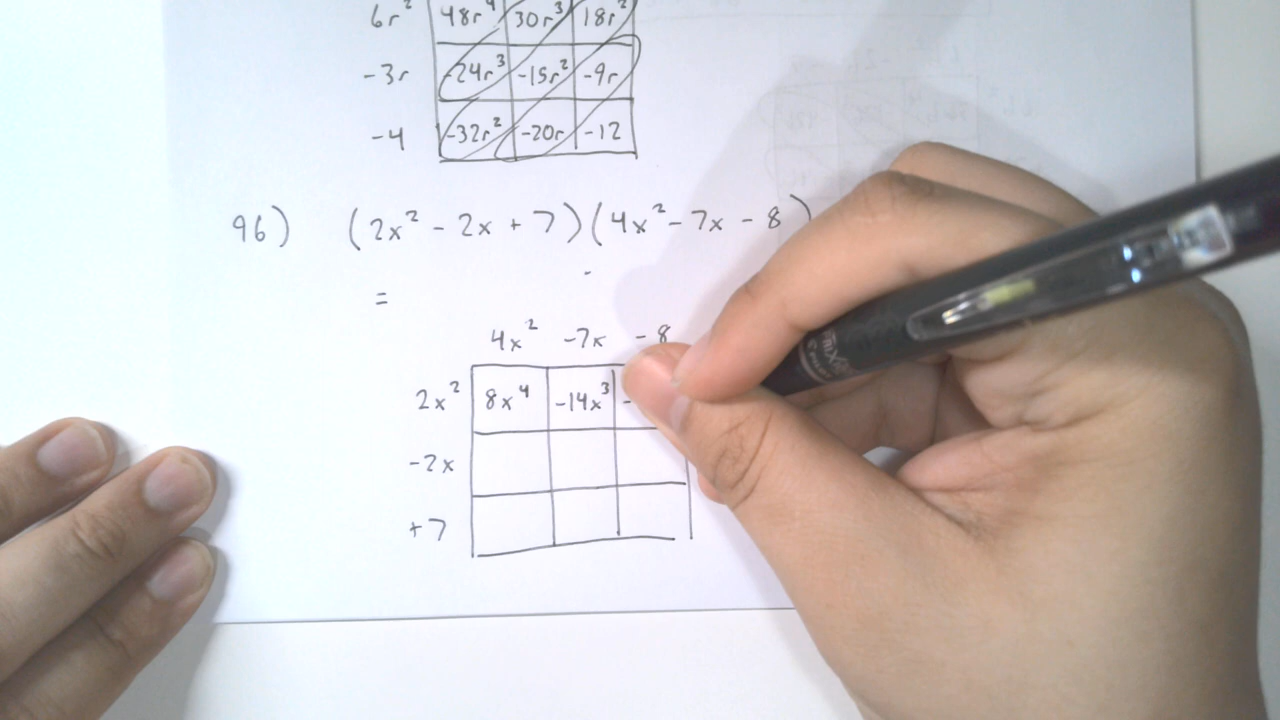 6r² 48r⁴ 30r³ 18r²
-3r -24r³ -15r² -9r
-4 -32r² -20r -12
96) (2x² - 2x + 7)(4x² - 7x - 8)
=
4x² -7x -8
2x² 8x⁴ -14x³ -
-2x
+7